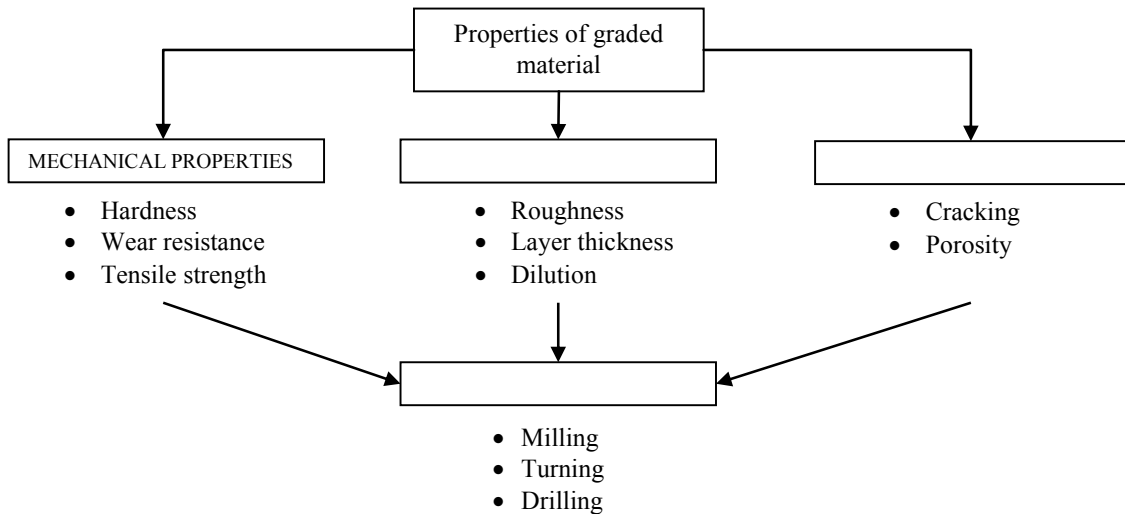 Properties of graded
material
MECHANICAL PROPERTIES
• Hardness
• Wear resistance
• Tensile strength
• Roughness
• Layer thickness
• Dilution
• Cracking
• Porosity
• Milling
• Turning
• Drilling